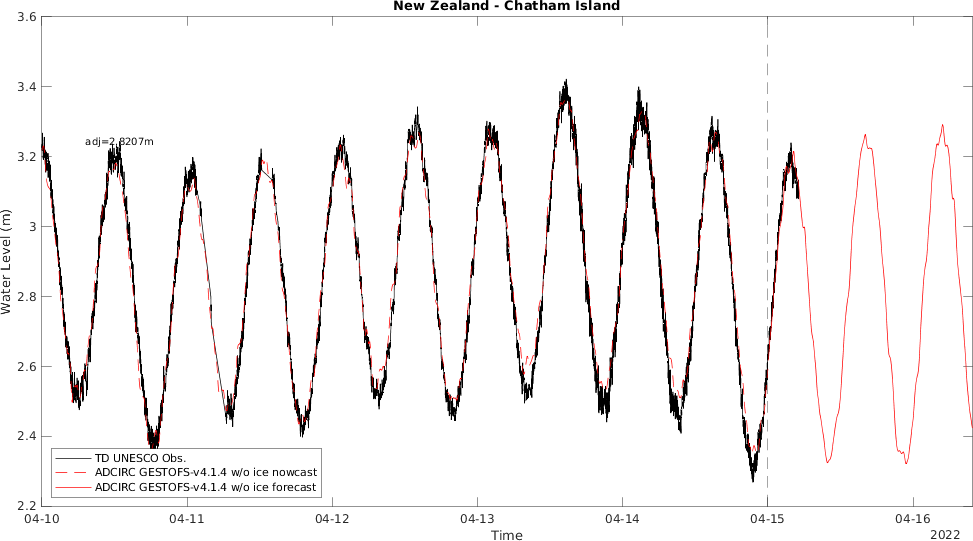 New Zealand - Chatham Island
3.6
3.4
3.2
3
2.8
2.6
2.4
2.2
Water Level (m)
adj=2.8207m
TD UNESCO Obs.
ADCIRC GESTOFS-v4.1.4 w/o ice nowcast
ADCIRC GESTOFS-v4.1.4 w/o ice forecast
04-10 04-11 04-12 04-13 04-14 04-15 04-16
Time
2022